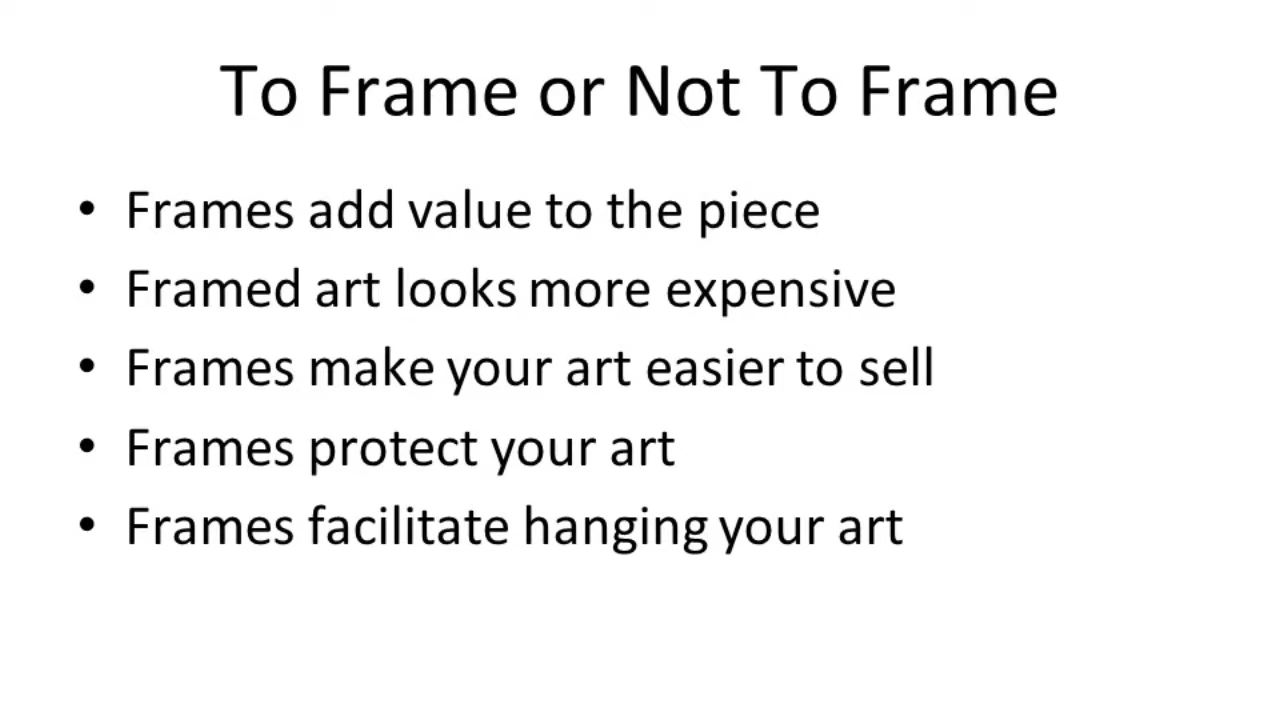 To Frame or Not To Frame
• Frames add value to the piece
• Framed art looks more expensive
• Frames make your art easier to sell
• Frames protect your art
• Frames facilitate hanging your art